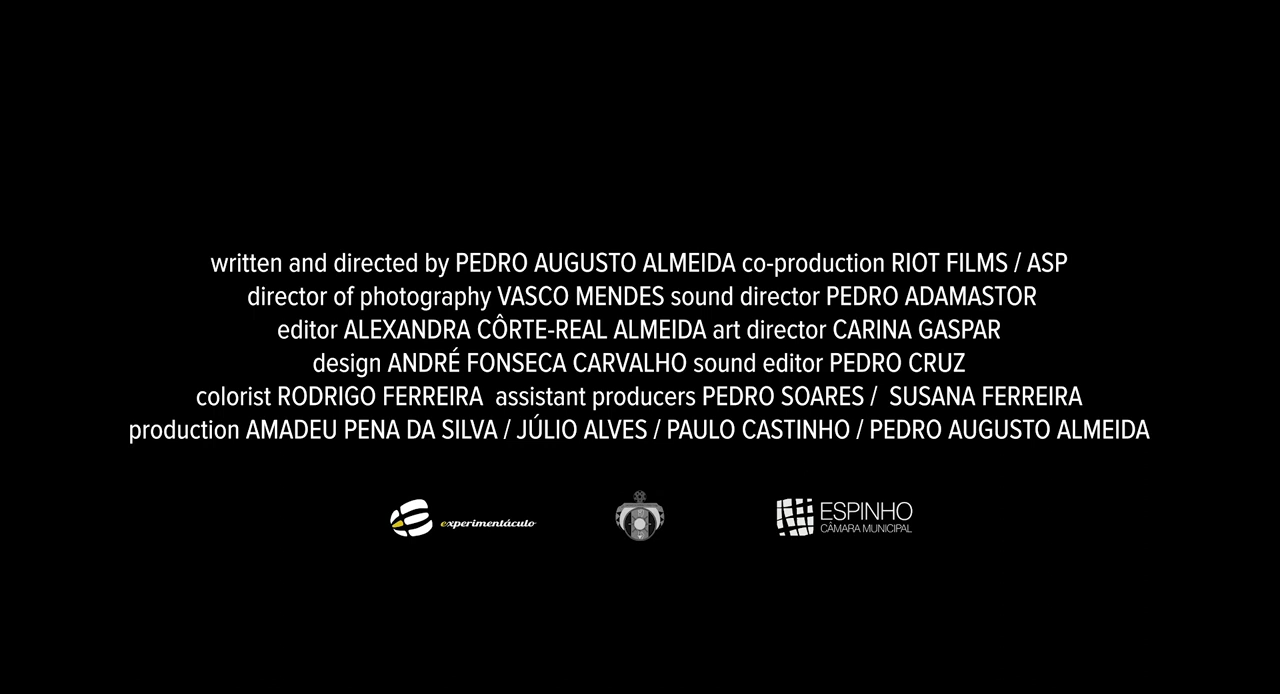 written and directed by PEDRO AUGUSTO ALMEIDA co-production RIOT FILMS / ASP
director of photography VASCO MENDES sound director PEDRO ADAMASTOR
editor ALEXANDRA CÔRTE-REAL ALMEIDA art director CARINA GASPAR
design ANDRÉ FONSECA CARVALHO sound editor PEDRO CRUZ
colorist RODRIGO FERREIRA  assistant producers PEDRO SOARES /  SUSANA FERREIRA
production AMADEU PENA DA SILVA / JÚLIO ALVES / PAULO CASTINHO / PEDRO AUGUSTO ALMEIDA
experimentáculo
ESPINHO
CÂMARA MUNICIPAL